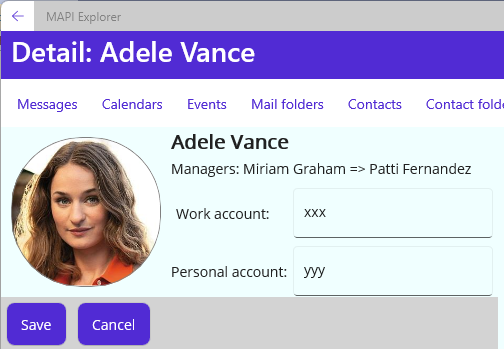 MAPI Explorer
Detail: Adele Vance
Messages Calendars Events Mail folders Contacts Contact folde
Adele Vance
Managers: Miriam Graham => Patti Fernandez
Work account: xxx
Personal account: yyy
Save Cancel